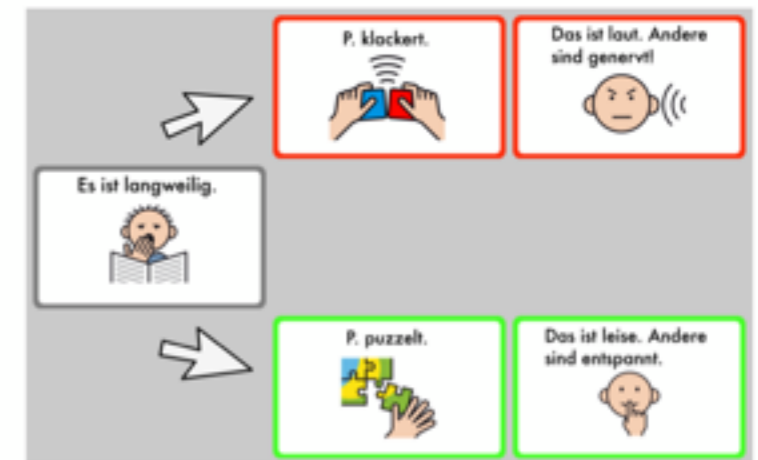 P. klackert.
Das ist laut. Andere
sind genervt!
Es ist langweilig.
P. puzzelt.
Das ist leise. Andere
sind entspannt.